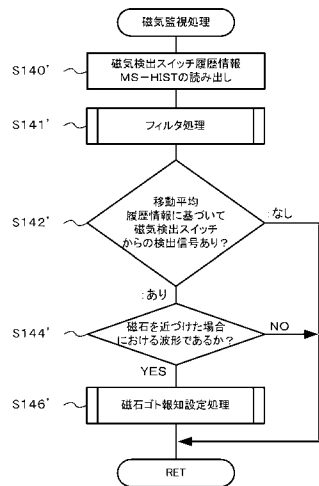 磁気監視処理
S140’
磁気検出スイッチ履歴情報
MS－HISTの読み出し
S141’
フィルタ処理
S142’
移動平均
履歴情報に基づいて
磁気検出スイッチ
からの検出信号あり？
：なし
：あり
S144’
磁石を近づけた場合
における波形であるか？
NO
YES
S146’
磁石ゴト報知設定処理
RET